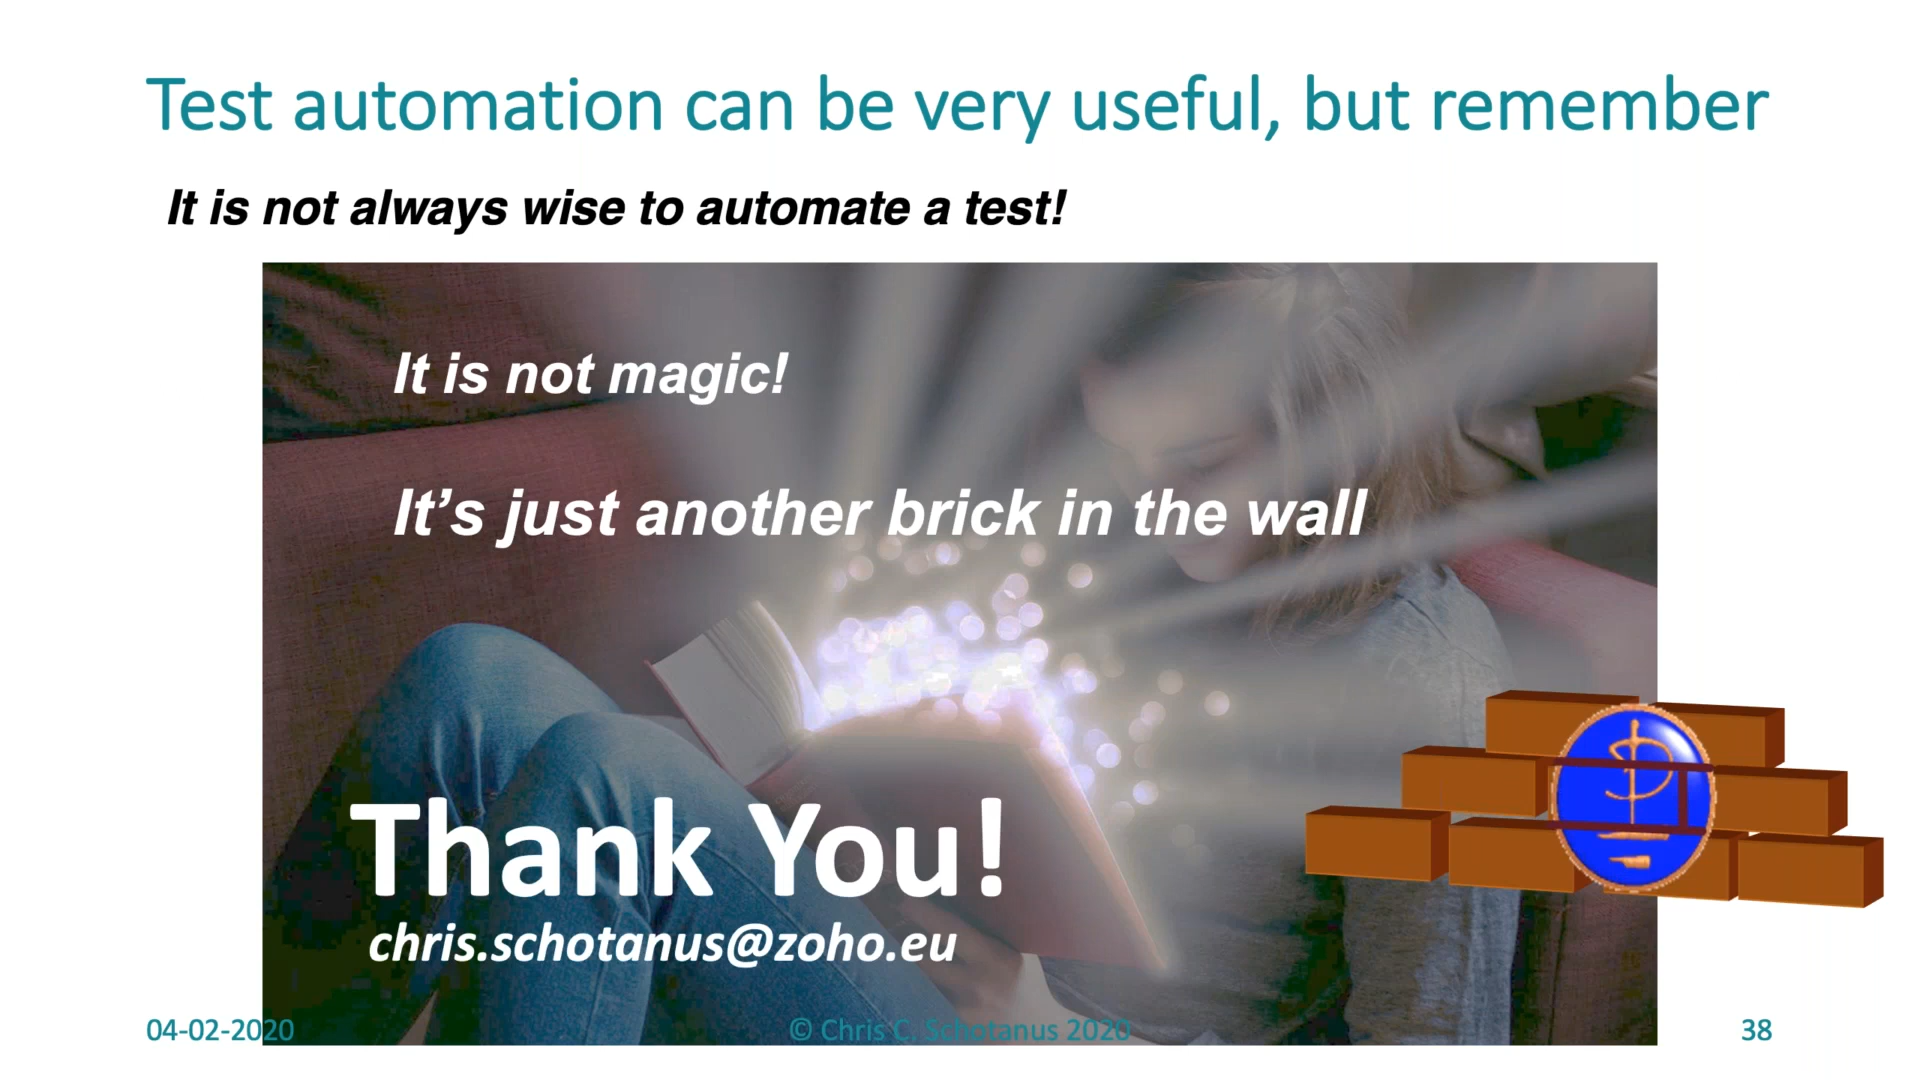 Test automation can be very useful, but remember
It is not always wise to automate a test!
It is not magic!
It’s just another brick in the wall
Thank You!
chris.schotanus@zoho.eu
04-02-2020
© Chris C. Schotanus 2020
38